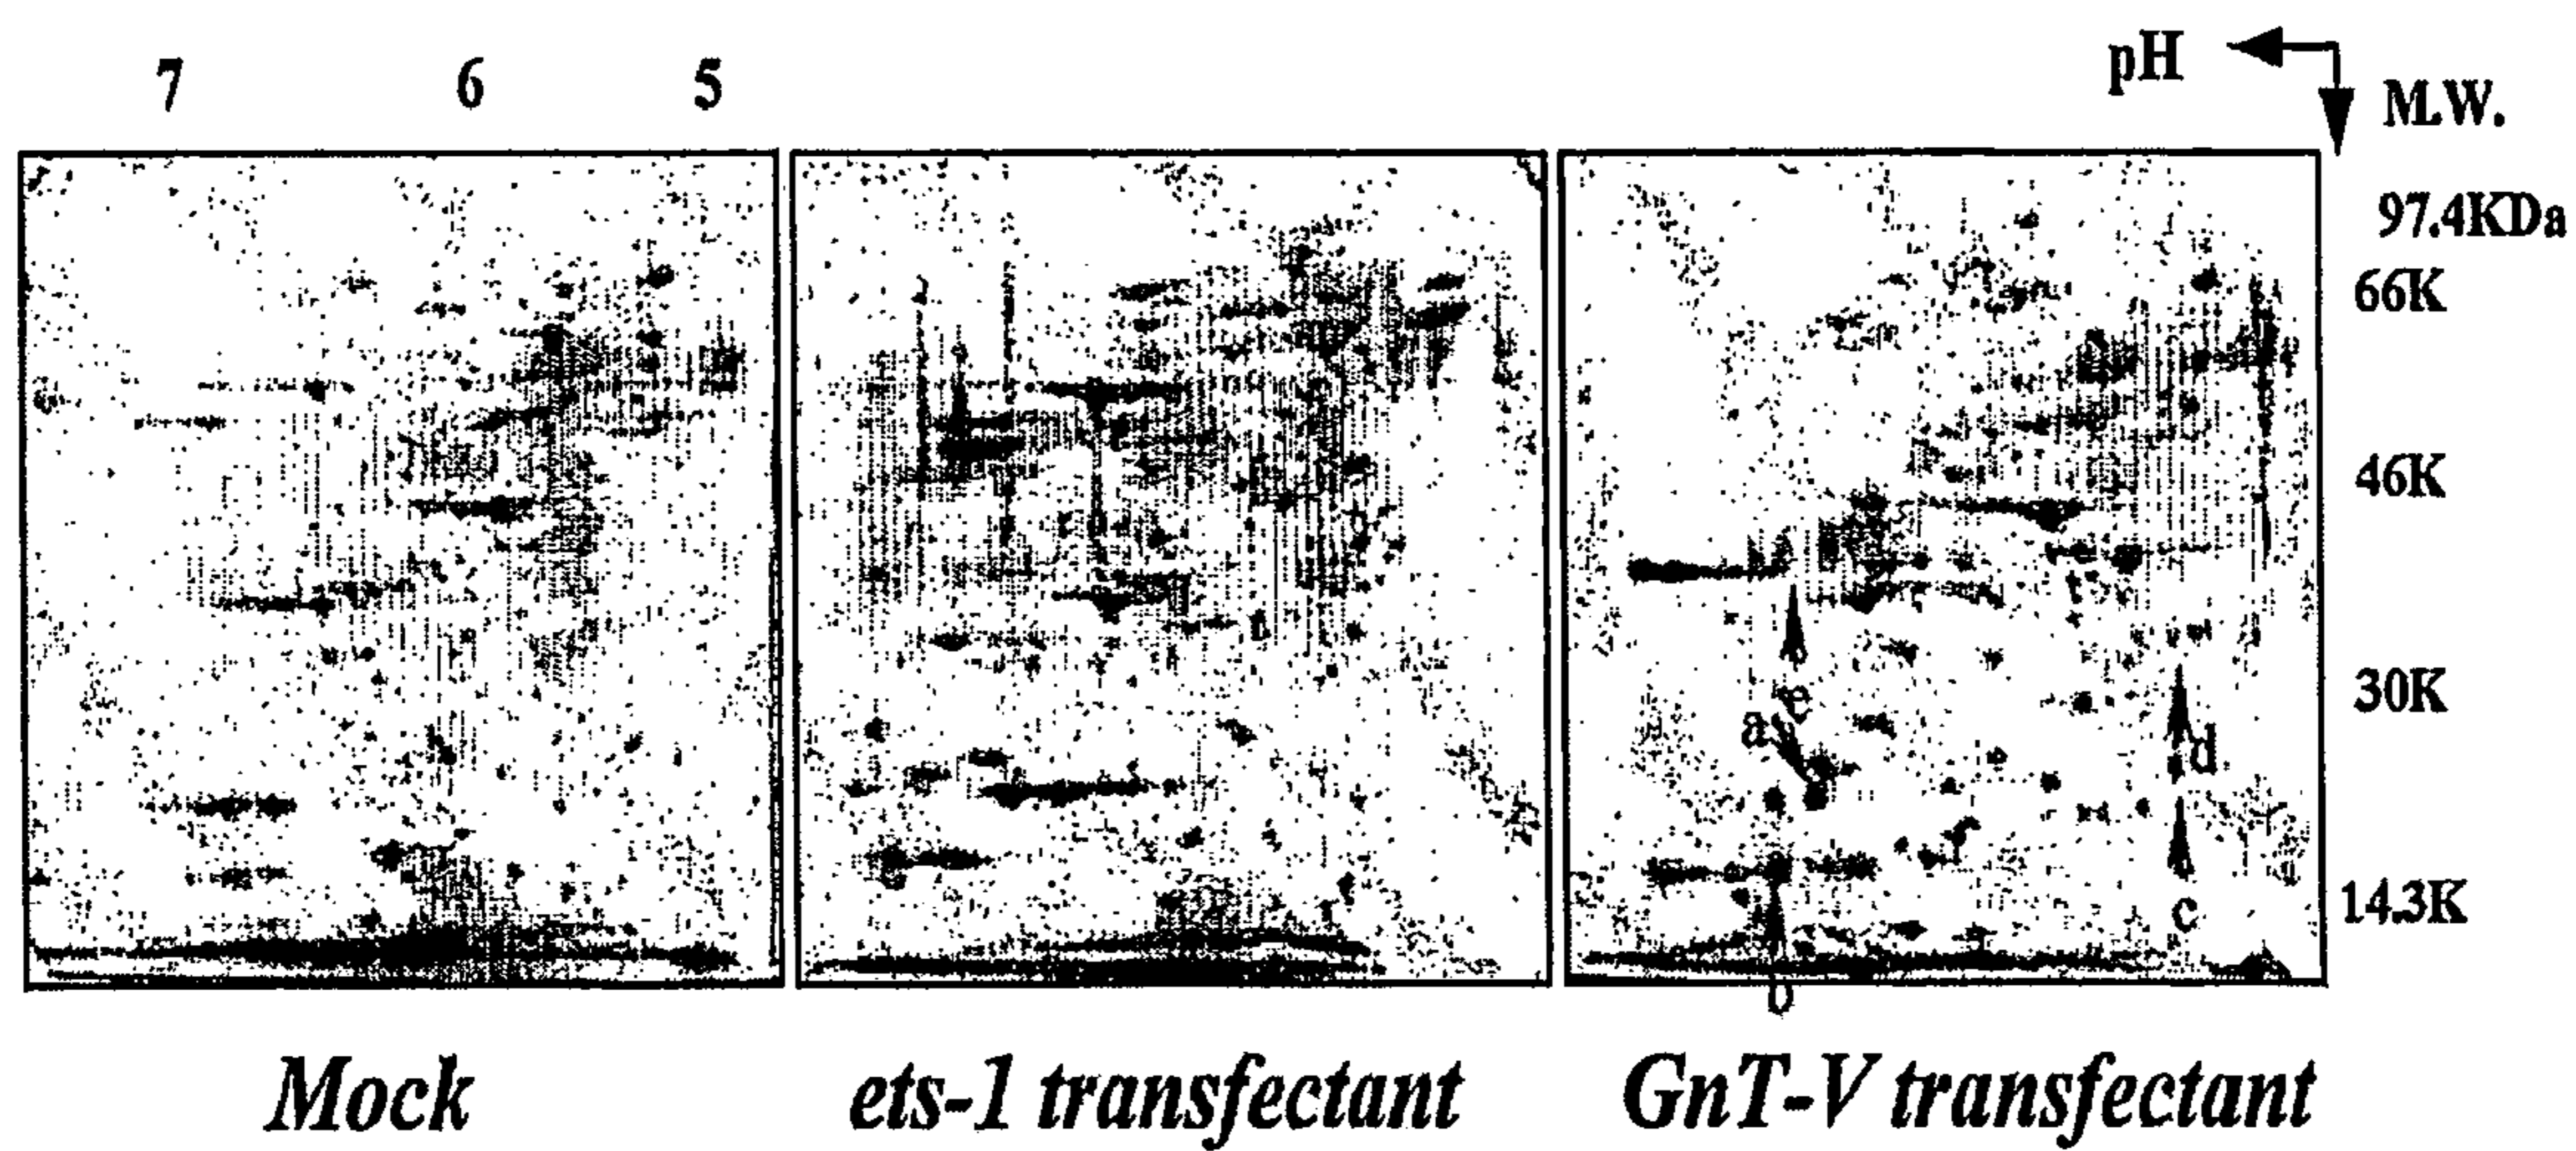 7 6 5
pH
M.W.
97.4KDa
66K
46K
30K
14.3K
e
a
d
c
b
Mock
ets-1 transfectant
GnT-V transfectant